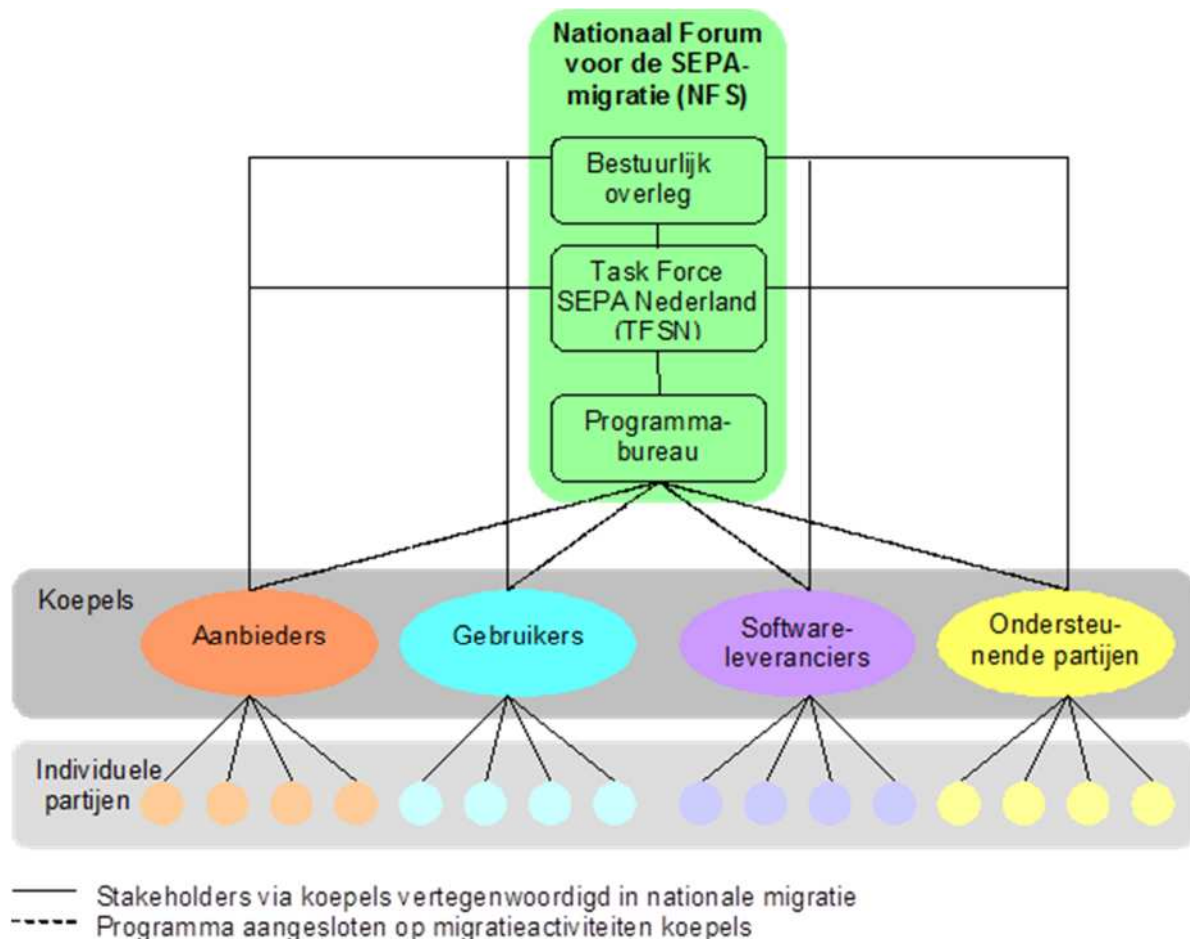 Nationaal Forum
voor de SEPA-
migratie (NFS)
Bestuurlijk
overleg
Task Force
SEPA Nederland
(TFSN)
Programma-
bureau
Koepels
Aanbieders
Gebruikers
Software-
leveranciers
Ondersteu-
nende partijen
Individuele
partijen
Stakeholders via koepels vertegenwoordigd in nationale migratie
Programma aangesloten op migratieactiviteiten koepels